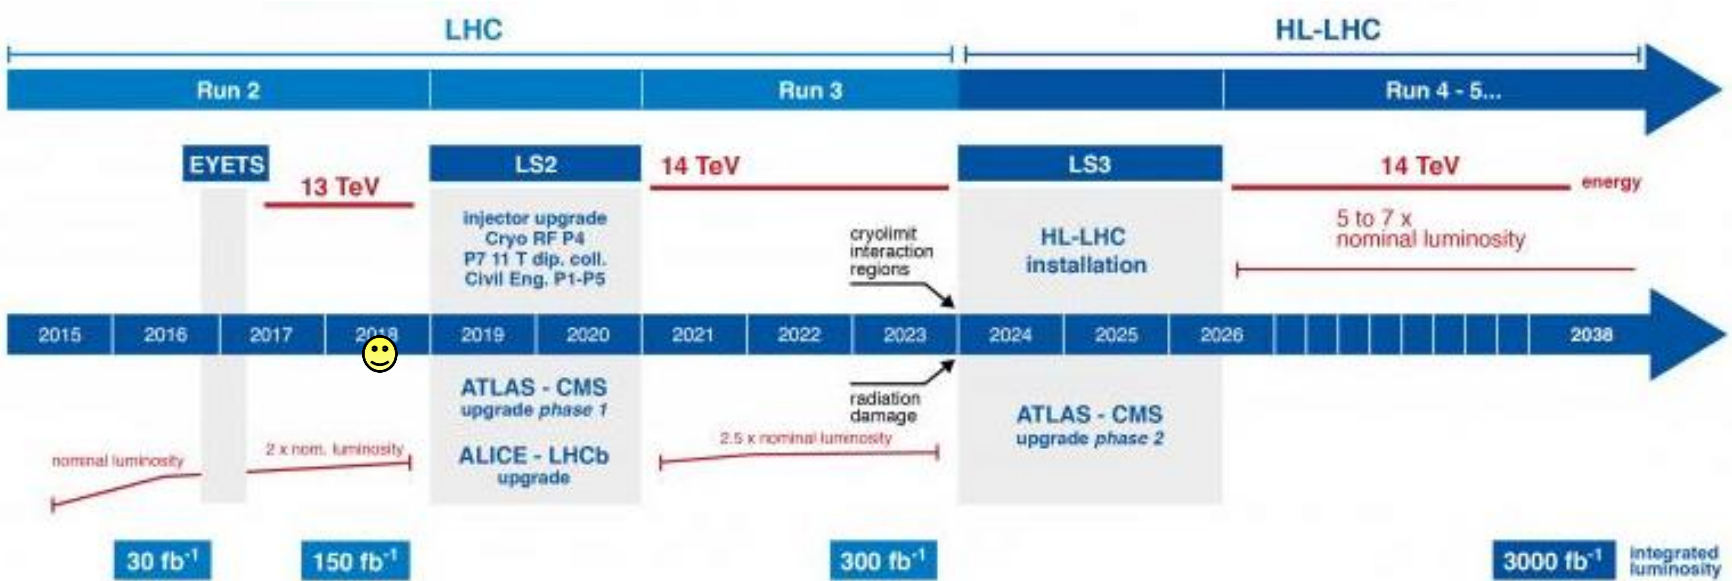 LHC
HL-LHC
Run 2
Run 3
Run 4 - 5...
EYETS
13 TeV
LS2
14 TeV
LS3
14 TeV
energy
injector upgrade
Cryo RF P4
P7 11 T dip. coll.
Civil Eng. P1-P5
cryolimit
interaction
regions
HL-LHC
installation
5 to 7 x
nominal luminosity
2015 2016 2017 2018 2019 2020 2021 2022 2023 2024 2025 2026 2038
ATLAS - CMS
upgrade phase 1
ALICE - LHCb
upgrade
radiation
damage
ATLAS - CMS
upgrade phase 2
nominal luminosity
2 x nom. luminosity
2.5 x nominal luminosity
30 fb⁻¹
150 fb⁻¹
300 fb⁻¹
3000 fb⁻¹
integrated
luminosity